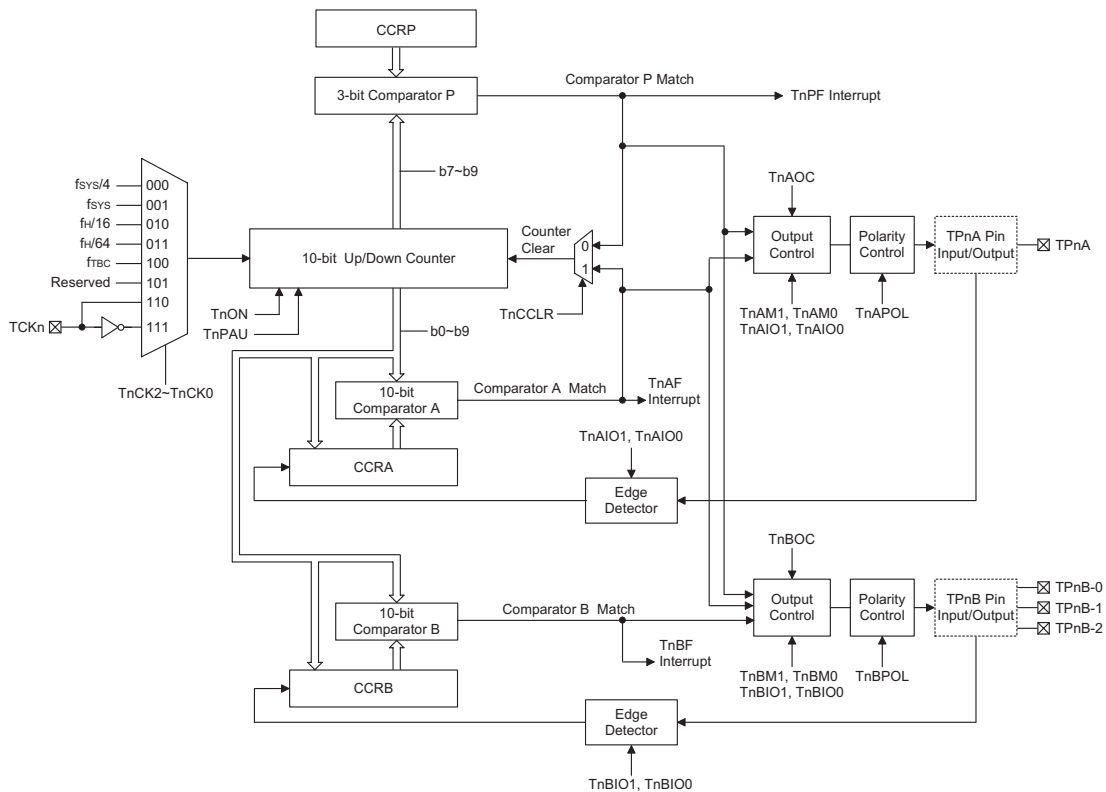 CCRP
3-bit Comparator P
Comparator P Match
TnPF Interrupt
b7~b9
fSYS/4
000
fSYS
001
fH/16
010
fH/64
011
fTBC
100
Reserved
101
110
TCKn
111
TnCK2~TnCK0
10-bit Up/Down Counter
TnON
TnPAU
Counter
Clear
0
1
TnCCLR
b0~b9
TnAOC
Output
Control
Polarity
Control
TPnA Pin
Input/Output
TPnA
TnAM1, TnAM0
TnAIO1, TnAIO0
TnAPOL
10-bit
Comparator A
Comparator A Match
TnAF
Interrupt
CCRA
TnAIO1, TnAIO0
Edge
Detector
TnBOC
10-bit
Comparator B
Comparator B Match
TnBF
Interrupt
Output
Control
Polarity
Control
TPnB Pin
Input/Output
TPnB-0
TPnB-1
TPnB-2
TnBM1, TnBM0
TnBIO1, TnBIO0
TnBPOL
CCRB
Edge
Detector
TnBIO1, TnBIO0